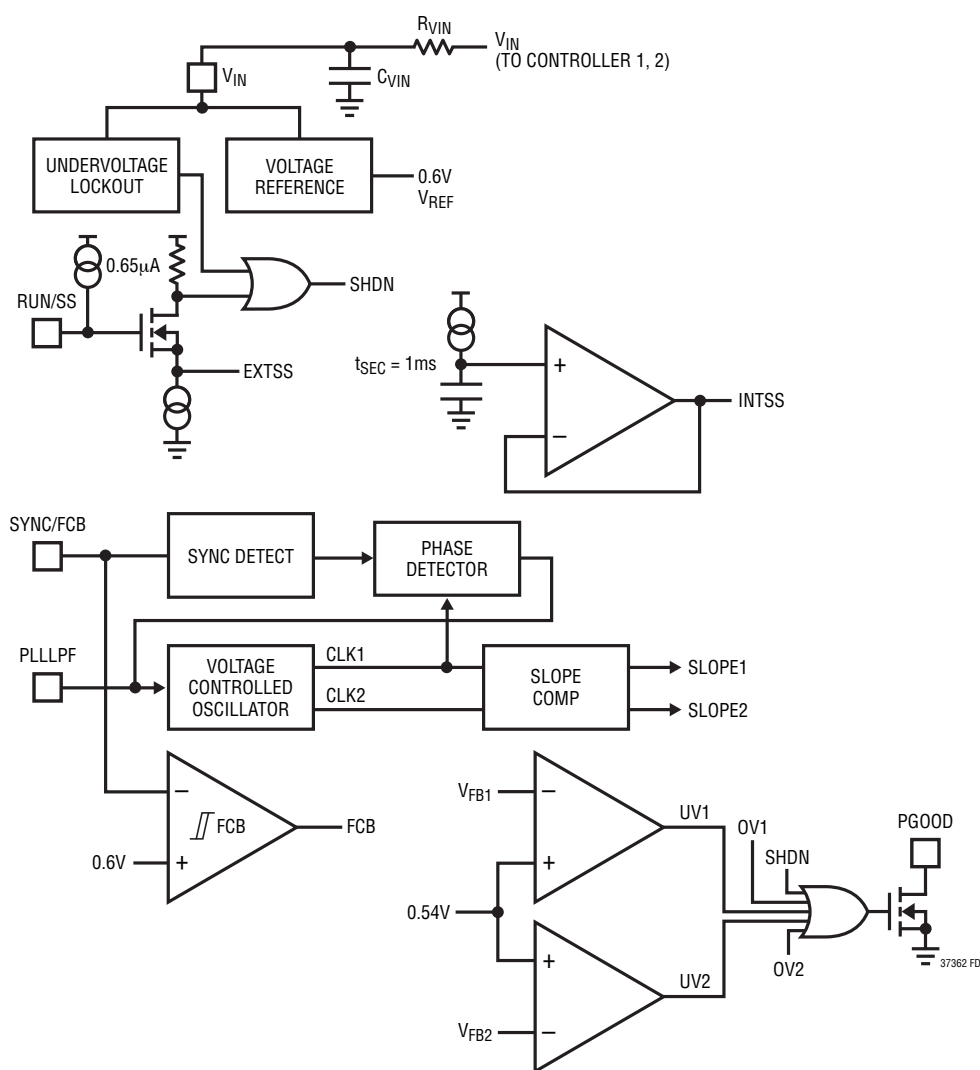 RVIN
VIN
(TO CONTROLLER 1, 2)
CVIN
VIN
UNDERVOLTAGE
LOCKOUT
VOLTAGE
REFERENCE
0.6V
VREF
0.65µA
SHDN
RUN/SS
EXTSS
tSEC = 1ms
+
−
INTSS
SYNC/FCB
SYNC DETECT
PHASE
DETECTOR
PLLLPF
VOLTAGE
CONTROLLED
OSCILLATOR
CLK1
CLK2
SLOPE
COMP
SLOPE1
SLOPE2
−
FCB
+
FCB
0.6V
VFB1
−
+
UV1
0.54V
+
−
UV2
VFB2
OV1
SHDN
OV2
PGOOD
37362 FD